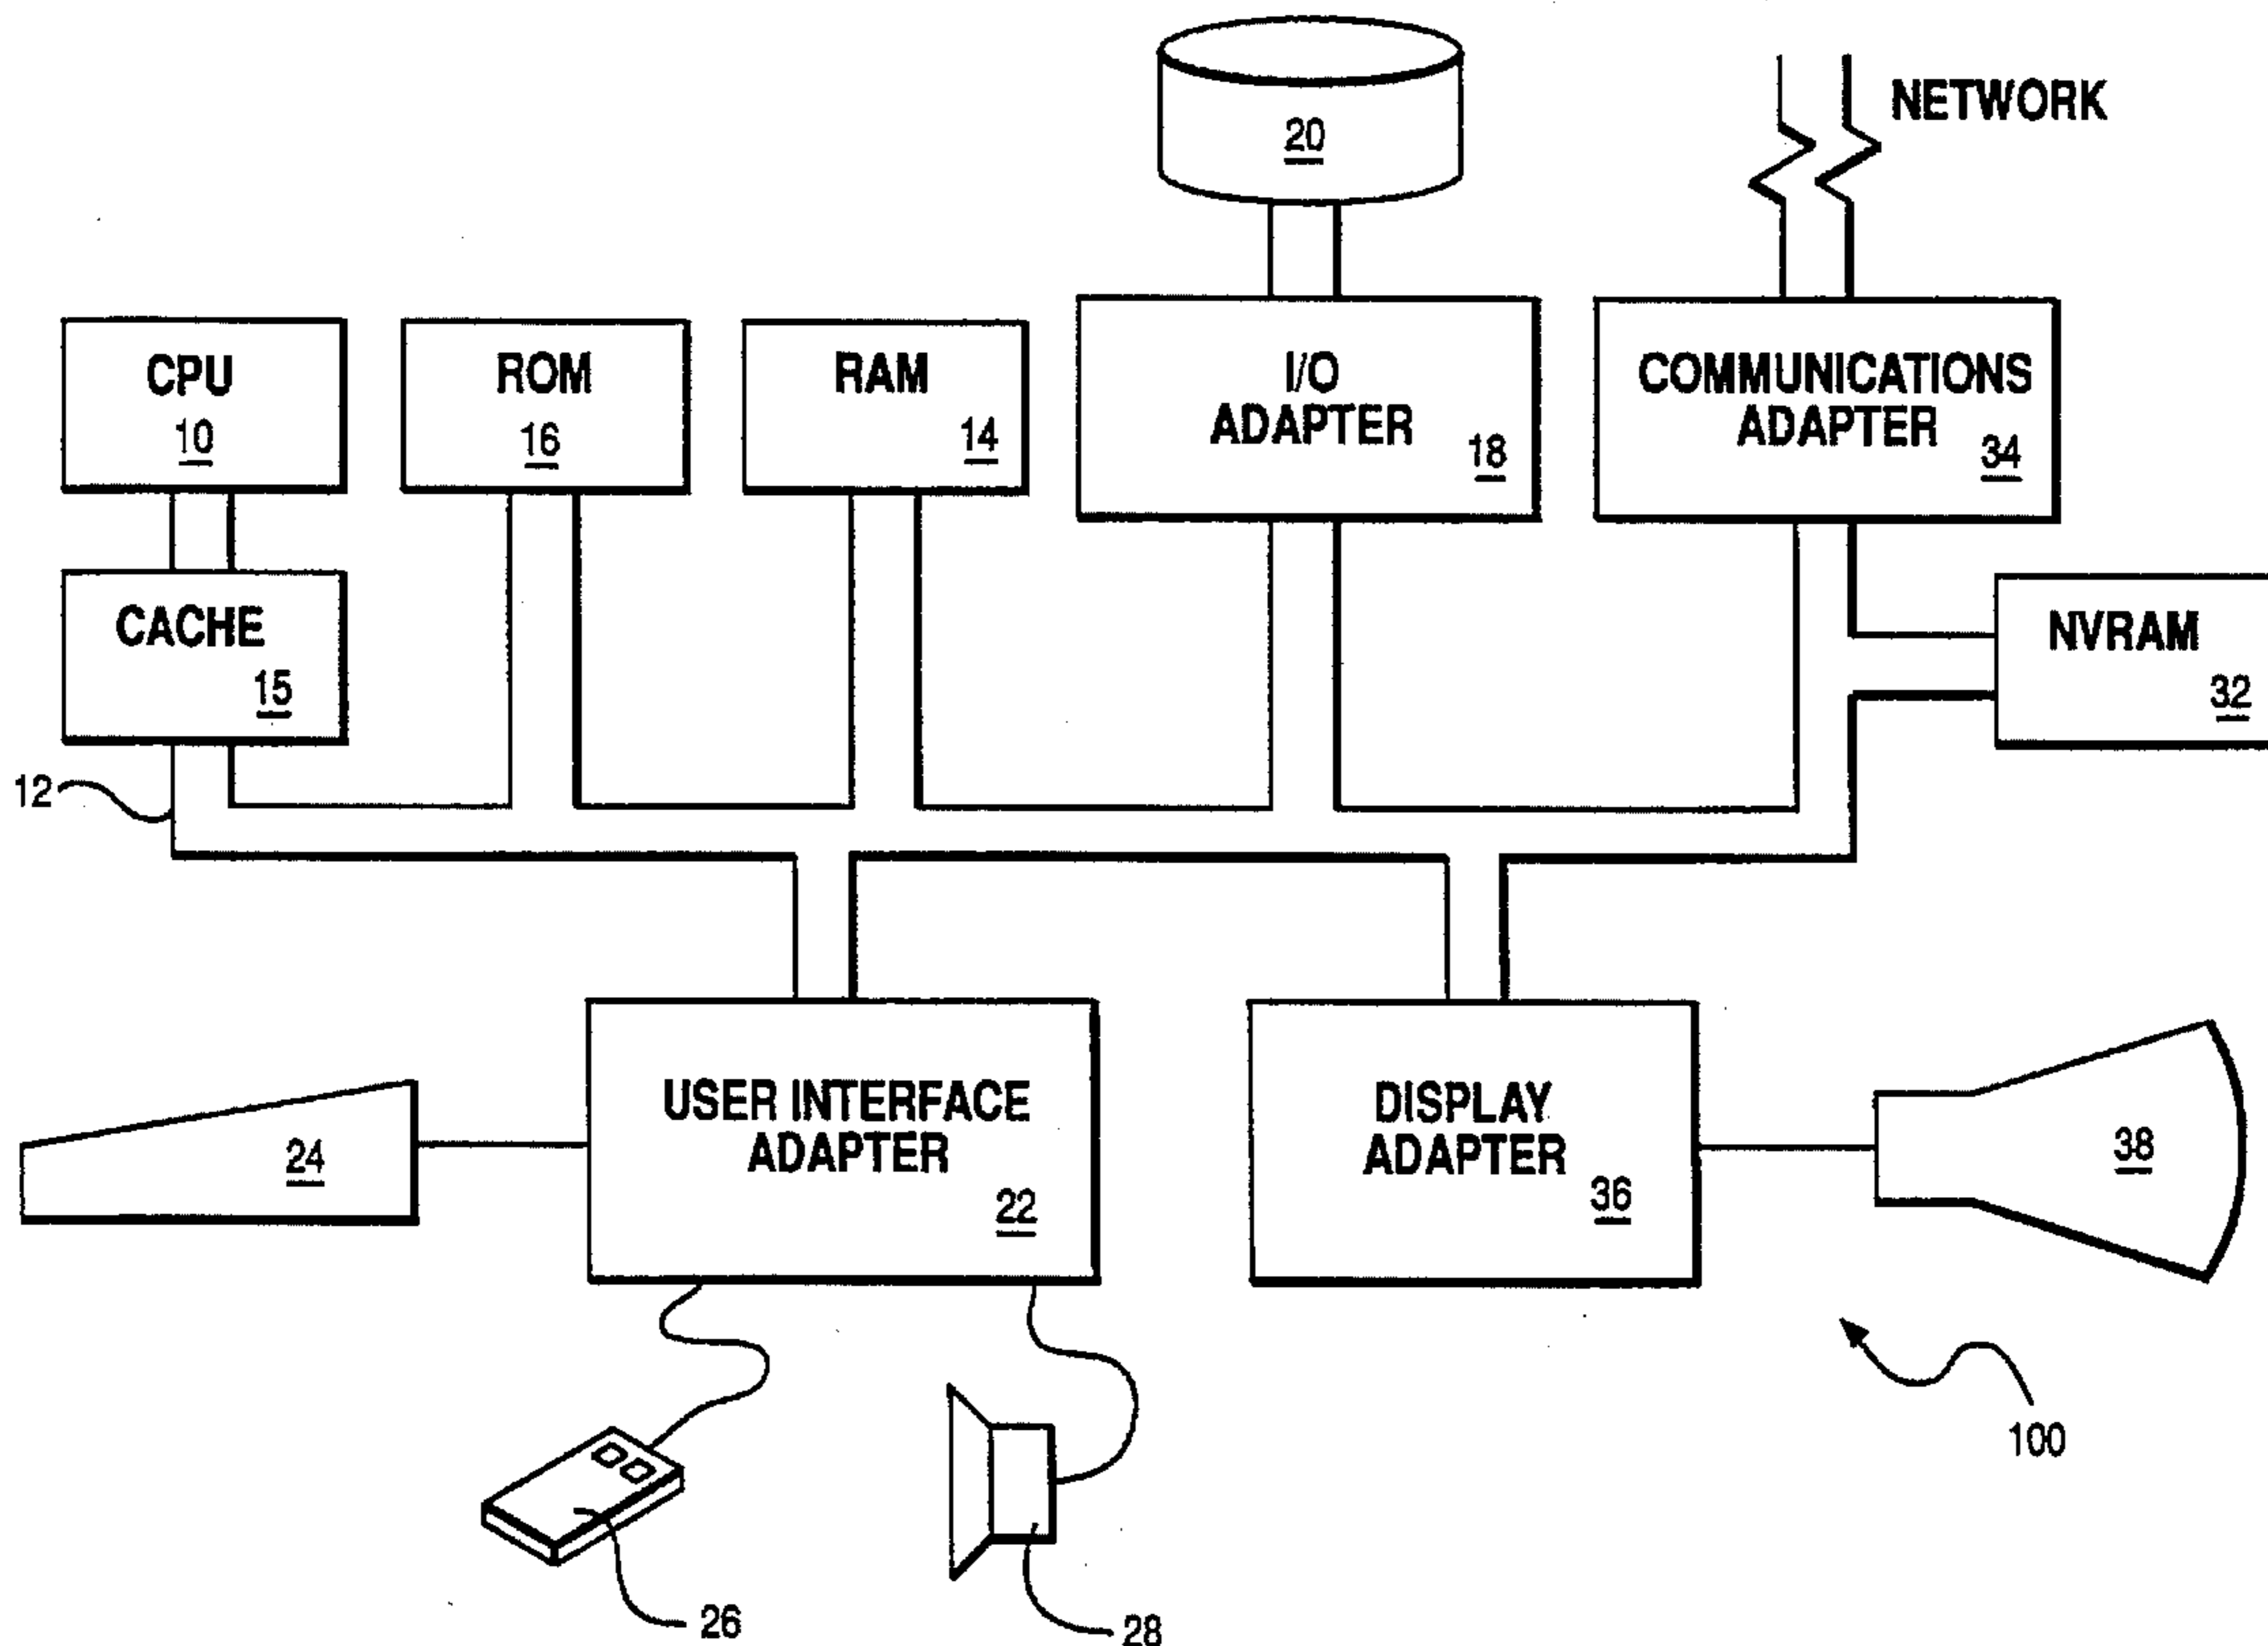 20
NETWORK
CPU
10
ROM
16
RAM
14
I/O
ADAPTER
18
COMMUNICATIONS
ADAPTER
34
CACHE
15
NVRAM
32
12
24
USER INTERFACE
ADAPTER
22
DISPLAY
ADAPTER
36
38
100
26
28